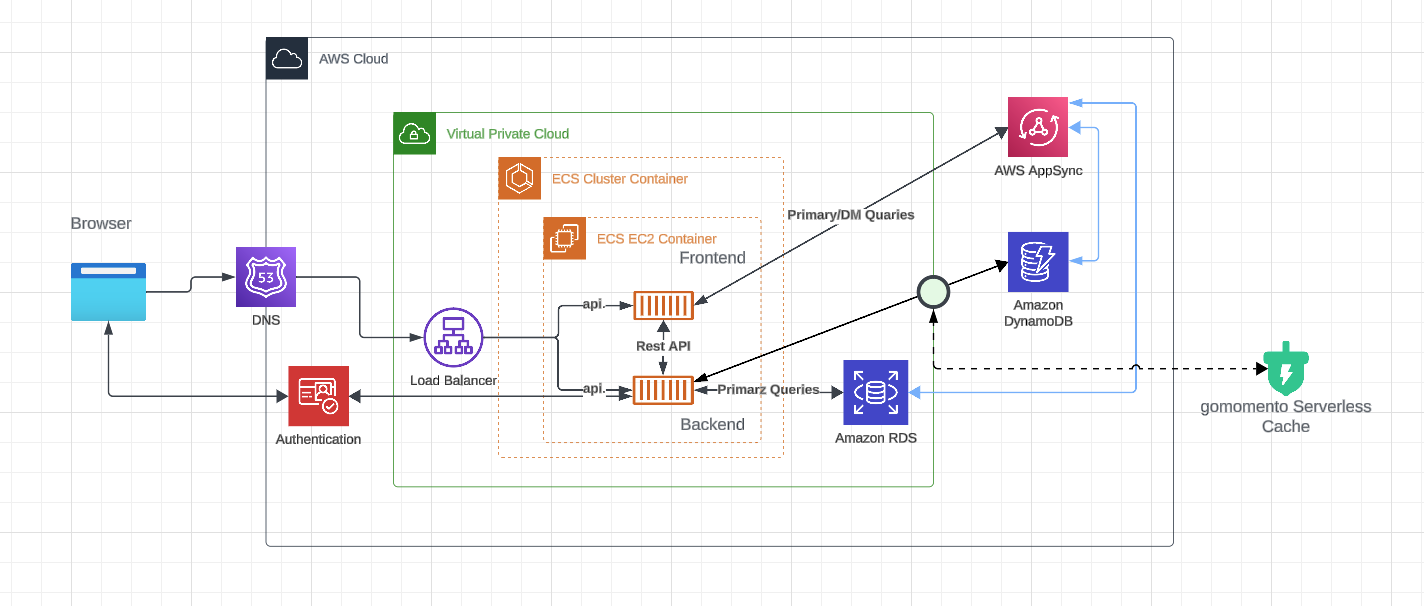 AWS Cloud
Virtual Private Cloud
AWS AppSync
ECS Cluster Container
Primary/DM Quaries
Browser
ECS EC2 Container
Frontend
53
DNS
api.
Amazon
DynamoDB
Rest API
Load Balancer
api.
Primarz Queries
gomomento Serverless
Cache
Backend
Authentication
Amazon RDS